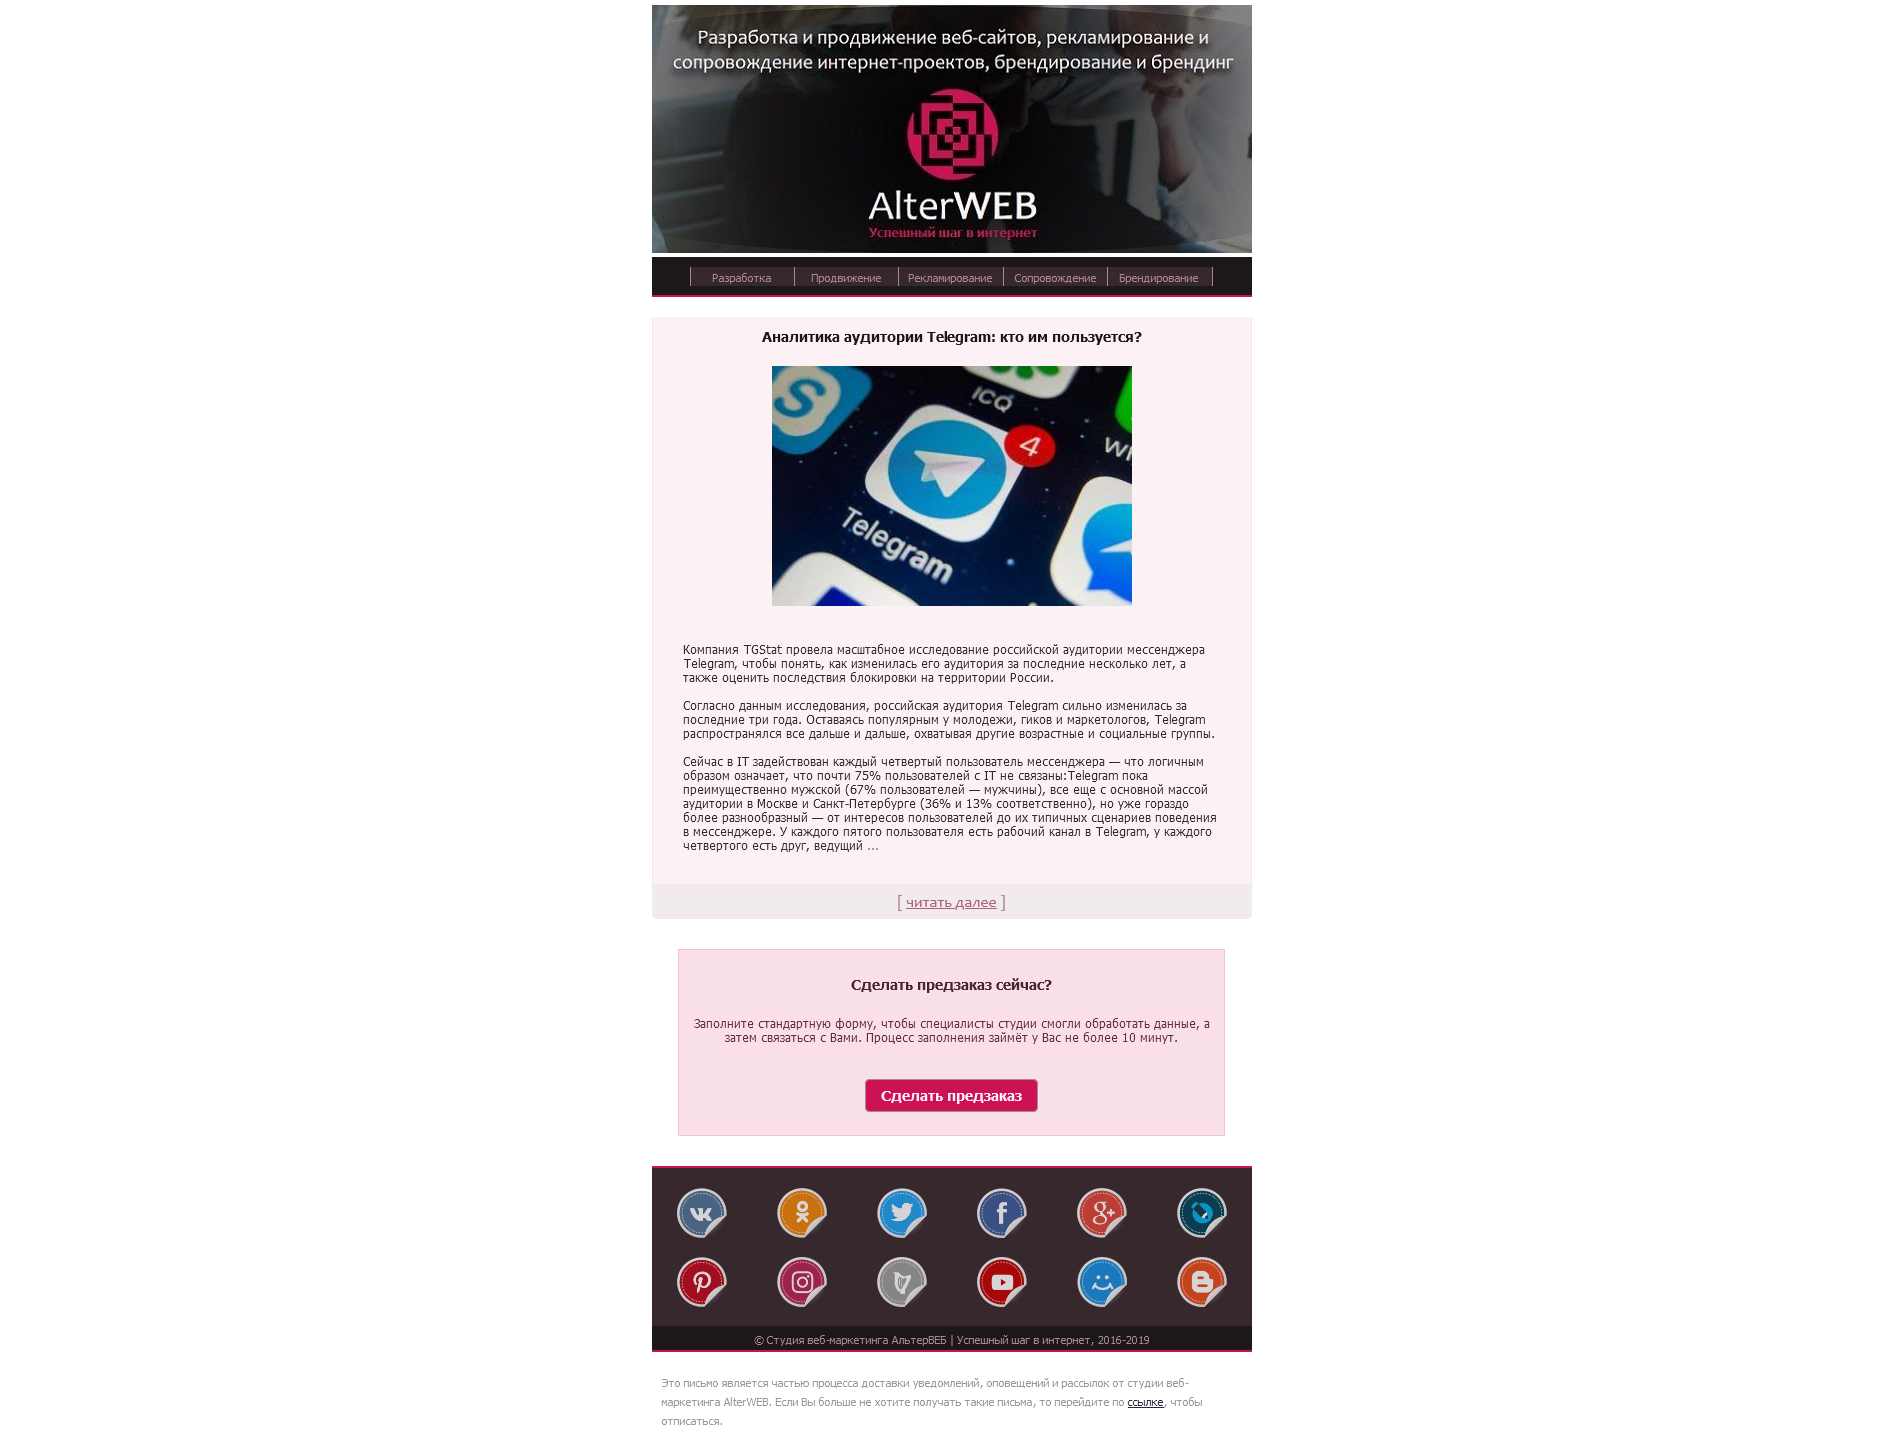 Разработка и продвижение веб-сайтов, рекламирование и
сопровождение интернет-проектов, брендирование и брендинг
AlterWEB
Успешный шаг в интернет
Разработка
Продвижение
Рекламирование
Сопровождение
Брендирование
Аналитика аудитории Telegram: кто им пользуется?
ICQ
4
Telegram
Компания TGStat провела масштабное исследование российской аудитории мессенджера
Telegram, чтобы понять, как изменилась его аудитория за последние несколько лет, а
также оценить последствия блокировки на территории России.
Согласно данным исследования, российская аудитория Telegram сильно изменилась за
последние три года. Оставаясь популярным у молодежи, гиков и маркетологов, Telegram
распространялся все дальше и дальше, охватывая другие возрастные и социальные группы.
Сейчас в IT задействован каждый четвертый пользователь мессенджера — что логичным
образом означает, что почти 75% пользователей с IT не связаны:Telegram пока
преимущественно мужской (67% пользователей — мужчины), все еще с основной массой
аудитории в Москве и Санкт-Петербурге (36% и 13% соответственно), но уже гораздо
более разнообразный — от интересов пользователей до их типичных сценариев поведения
в мессенджере. У каждого пятого пользователя есть рабочий канал в Telegram, у каждого
четвертого есть друг, ведущий …
[ читать далее ]
Сделать предзаказ сейчас?
Заполните стандартную форму, чтобы специалисты студии смогли обработать данные, а
затем связаться с Вами. Процесс заполнения займёт у Вас не более 10 минут.
Сделать предзаказ
© Студия веб-маркетинга АльтерВЕБ | Успешный шаг в интернет, 2016-2019
Это письмо является частью процесса доставки уведомлений, оповещений и рассылок от студии веб-
маркетинга AlterWEB. Если Вы больше не хотите получать такие письма, то перейдите по ссылке, чтобы
отписаться.